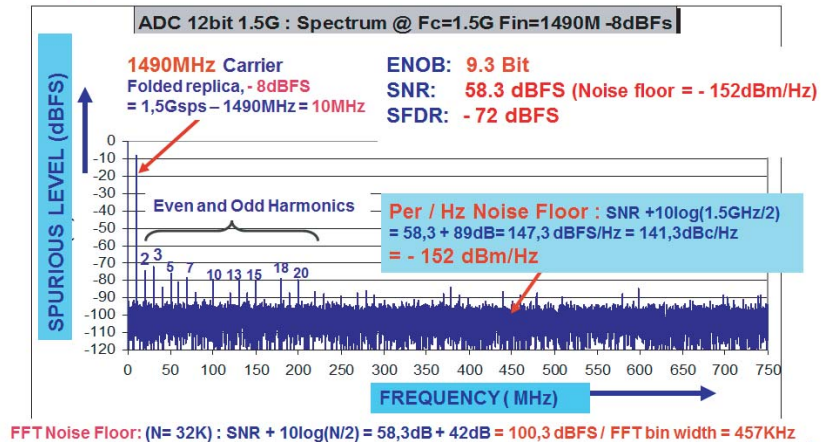 ADC 12bit 1.5G : Spectrum @ Fc=1.5G Fin=1490M -8dBFs
1490MHz Carrier
Folded replica, - 8dBFS
= 1,5Gsps – 1490MHz = 10MHz
ENOB: 9.3 Bit
SNR: 58.3 dBFS (Noise floor = - 152dBm/Hz)
SFDR: - 72 dBFS
SPURIOUS LEVEL (dBFS)
0
-10
-20
-30
-40
-50
-60
-70
-80
-90
-100
-110
-120
Even and Odd Harmonics
2 3 5 7 10 13 15 18 20
Per / Hz Noise Floor : SNR +10log(1.5GHz/2)
= 58,3 + 89dB= 147,3 dBFS/Hz = 141,3dBc/Hz
= - 152 dBm/Hz
0 50 100 150 200 250 300 350 400 450 500 550 600 650 700 750
FREQUENCY ( MHz)
FFT Noise Floor: (N= 32K) : SNR + 10log(N/2) = 58,3dB + 42dB = 100,3 dBFS / FFT bin width = 457KHz